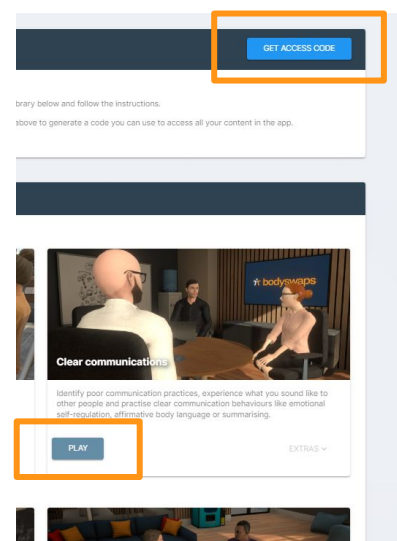 GET ACCESS CODE
brary below and follow the instructions.
above to generate a code you can use to access all your content in the app.
bodyswaps
Clear communications
Identify poor communication practices, experience what you sound like to
other people and practise clear communication behaviours like emotional
self-regulation, affirmative body language or summarising.
PLAY
EXTRAS